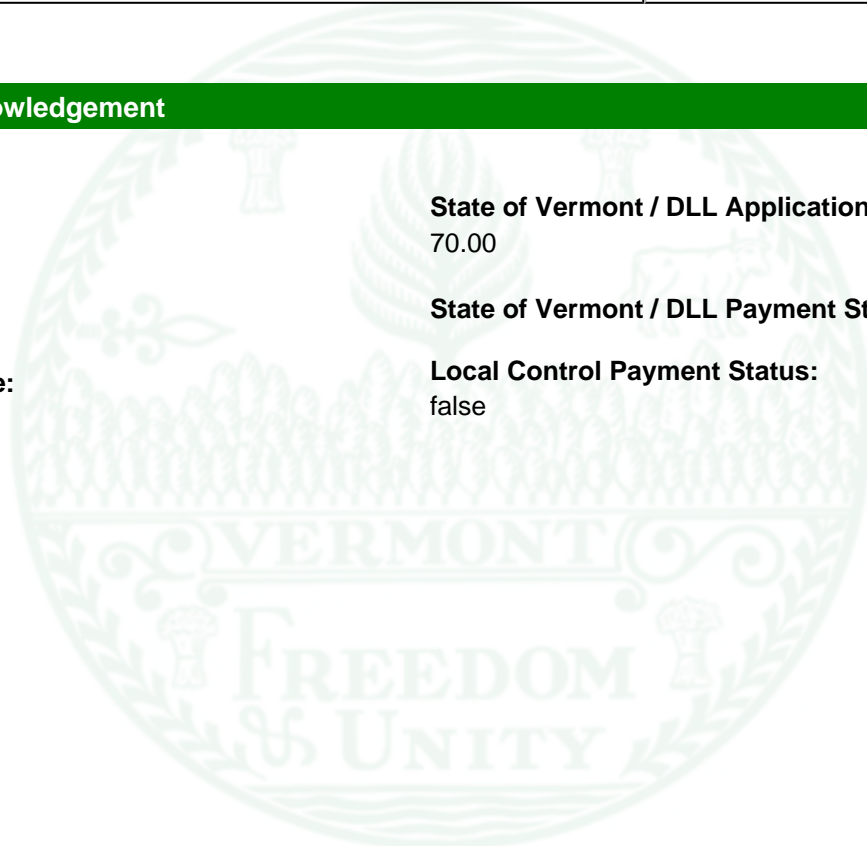 owledgement
State of Vermont / DLL Application
70.00
State of Vermont / DLL Payment St
e:
Local Control Payment Status:
false
VERMONT
FREEDOM
& UNITY